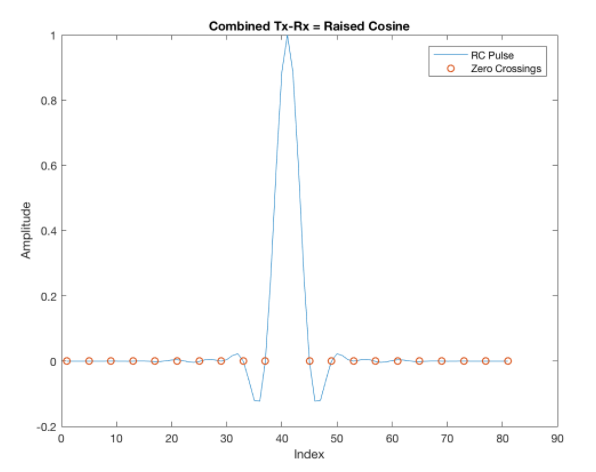 Combined Tx-Rx = Raised Cosine
RC Pulse
Zero Crossings
1
0.8
0.6
0.4
0.2
0
-0.2
Amplitude
0 10 20 30 40 50 60 70 80 90
Index